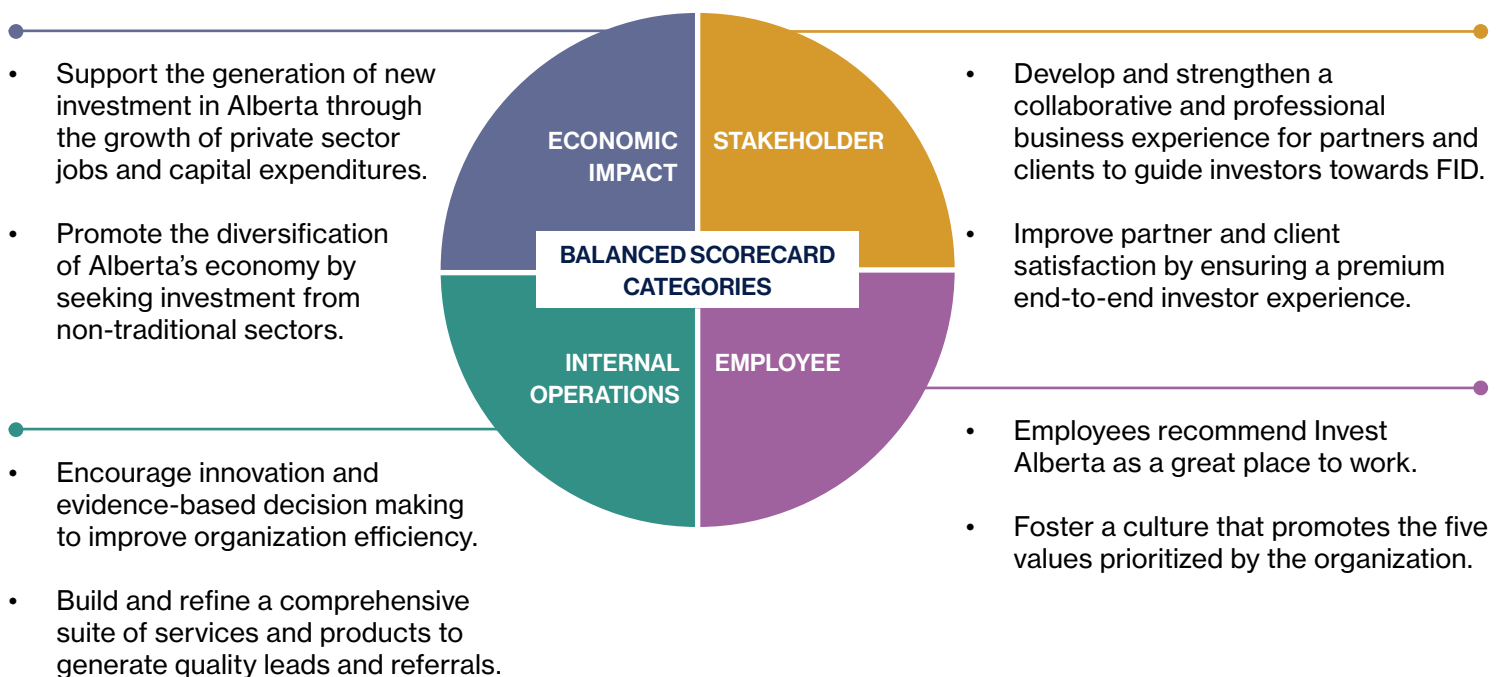 • Support the generation of new
investment in Alberta through
the growth of private sector
jobs and capital expenditures.
• Promote the diversification
of Alberta's economy by
seeking investment from
non-traditional sectors.
ECONOMIC
IMPACT
STAKEHOLDER
• Develop and strengthen a
collaborative and professional
business experience for partners and
clients to guide investors towards FID.
• Improve partner and client
satisfaction by ensuring a premium
end-to-end investor experience.
BALANCED SCORECARD
CATEGORIES
INTERNAL
OPERATIONS
EMPLOYEE
• Encourage innovation and
evidence-based decision making
to improve organization efficiency.
• Build and refine a comprehensive
suite of services and products to
generate quality leads and referrals.
• Employees recommend Invest
Alberta as a great place to work.
• Foster a culture that promotes the five
values prioritized by the organization.